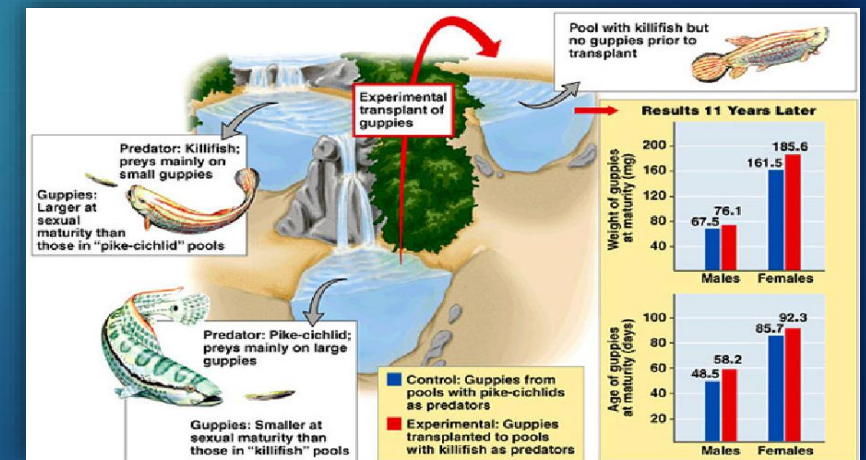 Pool with killifish but
no guppies prior to
transplant
Experimental
transplant of
guppies
Predator: Killifish;
preys mainly on
small guppies
Guppies:
Larger at
sexual
maturity than
those in "pike-cichlid" pools
Predator: Pike-cichlid;
preys mainly on large
guppies
Guppies: Smaller at
sexual maturity than
those in "killifish" pools
Control: Guppies from
pools with pike-cichlids
as predators
Experimental: Guppies
transplanted to pools
with killifish as predators
Results 11 Years Later
Weight of guppies
at maturity (mg)
200
160
120
80
40
67.5
76.1
161.5
185.6
Males
Females
Age of guppies
at maturity (days)
100
80
60
40
20
48.5
58.2
85.7
92.3
Males
Females